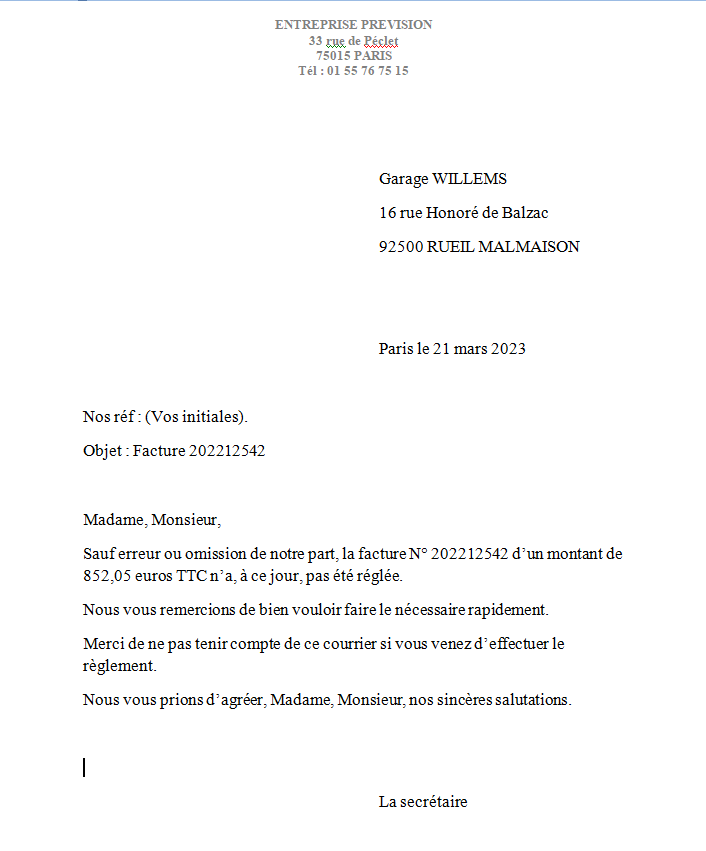 ENTREPRISE PREVISION
33 rue de Péclet
75015 PARIS
Tél : 01 55 76 75 15
Garage WILLEMS
16 rue Honoré de Balzac
92500 RUEIL MALMAISON
Paris le 21 mars 2023
Nos réf : (Vos initiales).
Objet : Facture 202212542
Madame, Monsieur,
Sauf erreur ou omission de notre part, la facture N° 202212542 d’un montant de
852,05 euros TTC n’a, à ce jour, pas été réglée.
Nous vous remercions de bien vouloir faire le nécessaire rapidement.
Merci de ne pas tenir compte de ce courrier si vous venez d’effectuer le
règlement.
Nous vous prions d’agréer, Madame, Monsieur, nos sincères salutations.
La secrétaire